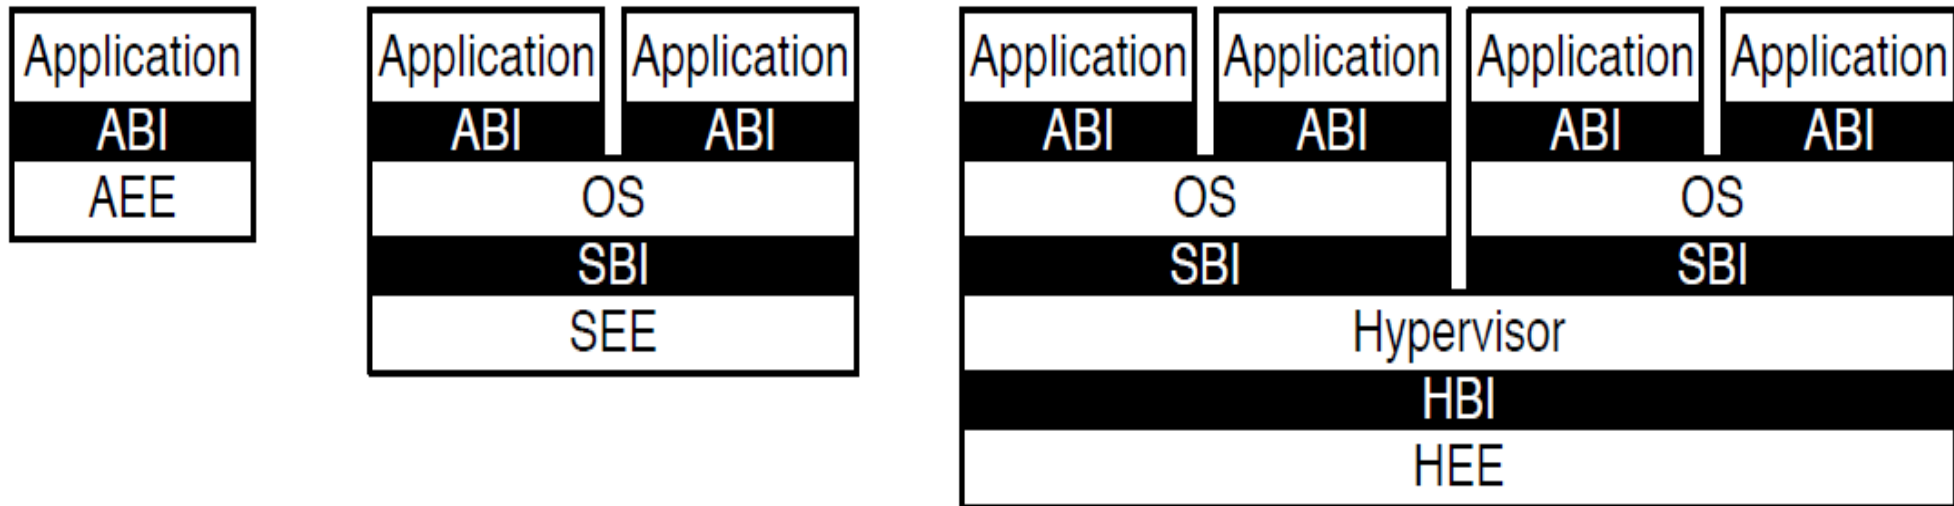 Application Application Application Application Application Application Application
ABI ABI ABI ABI ABI ABI ABI
AEE OS OS OS
SBI SBI SBI
SEE Hypervisor
HBI
HEE